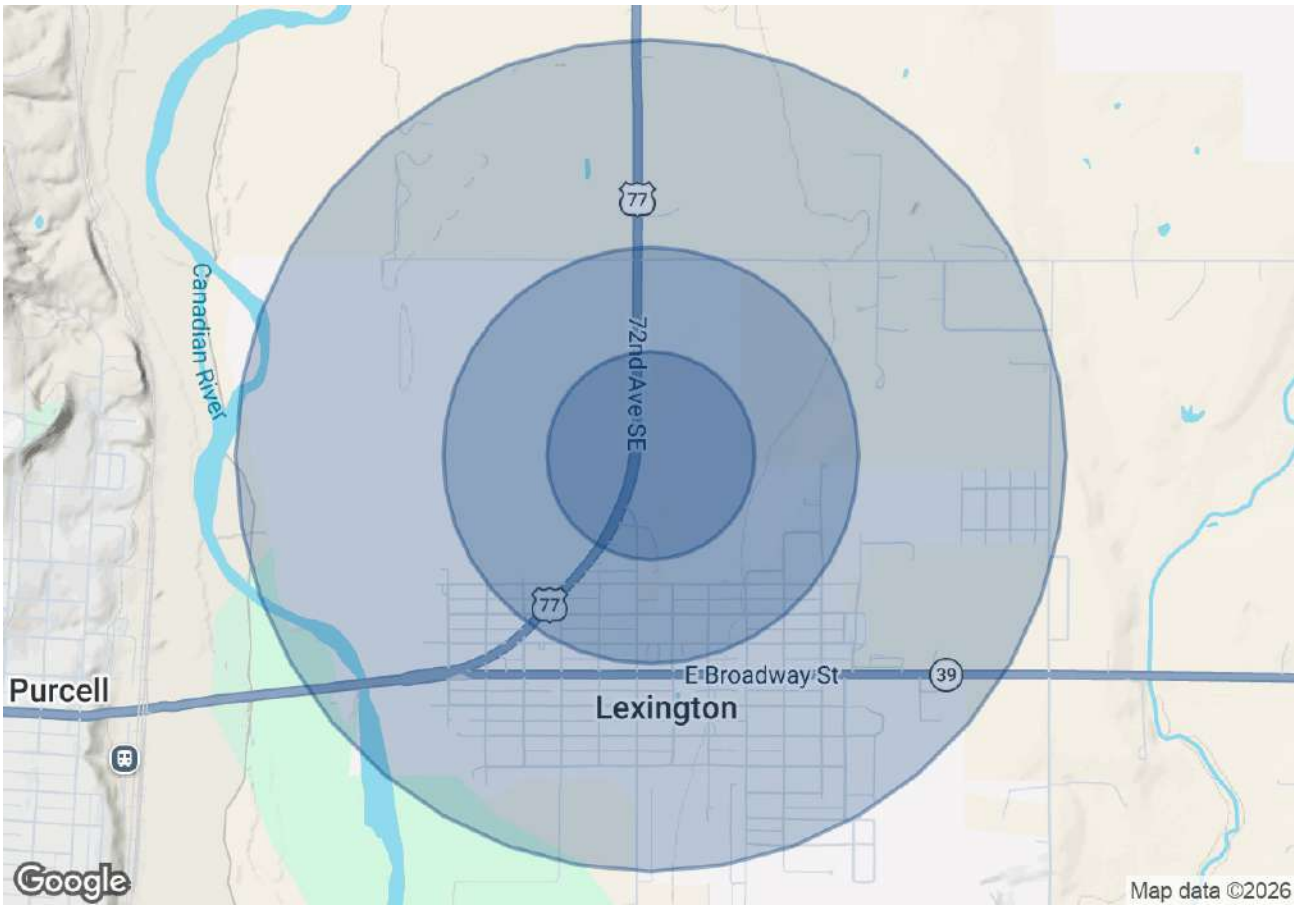 77
Canadian River
72nd Ave SE
77
Purcell
E Broadway St
39
Lexington
Google
Map data ©2026